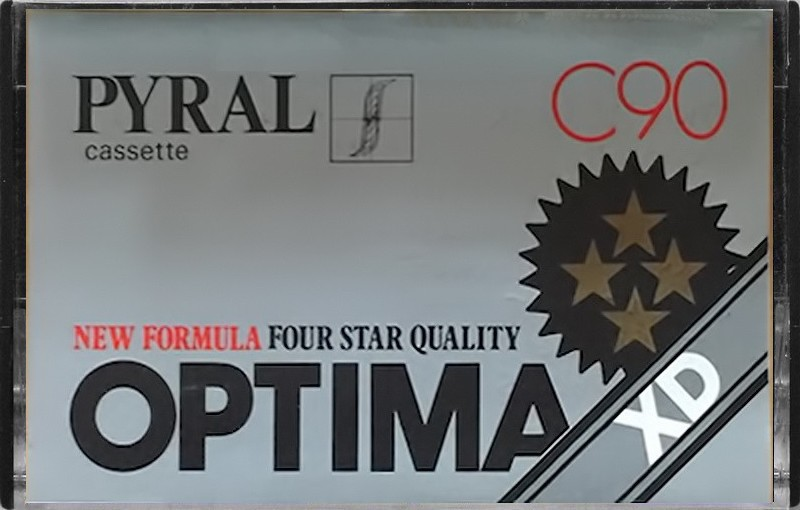 PYRAL
cassette
C90
NEW FORMULA FOUR STAR QUALITY
OPTIMA
XD